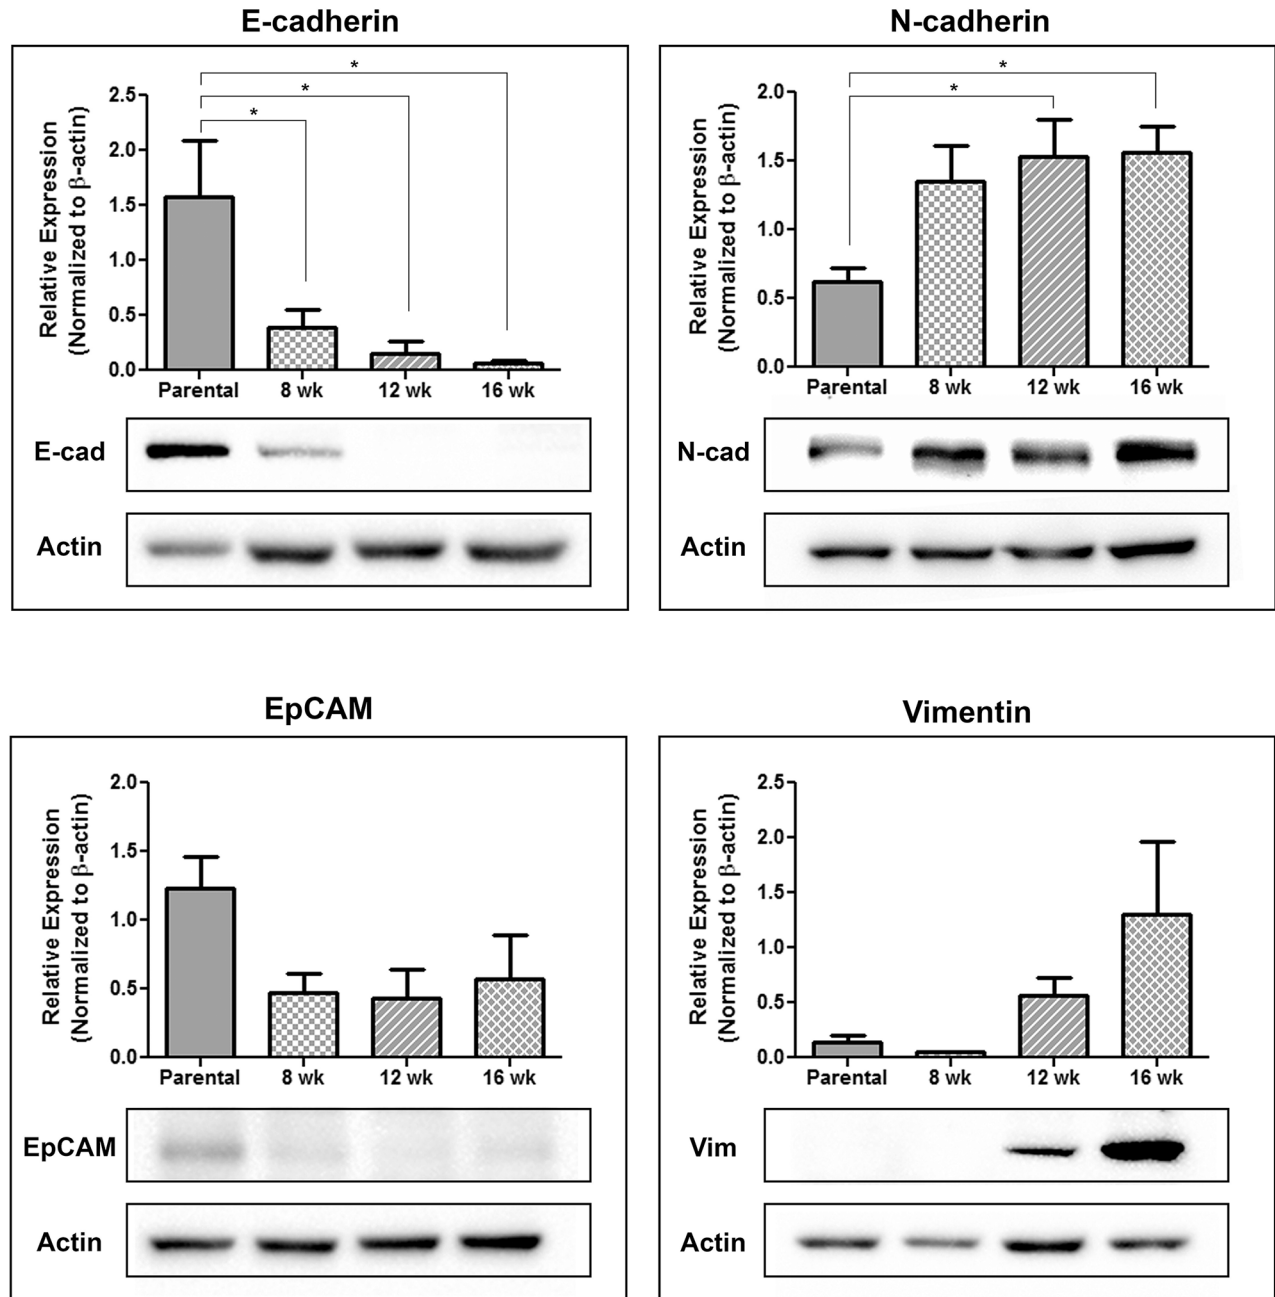 E-cadherin
Relative Expression
(Normalized to β-actin)
2.5
2.0
1.5
1.0
0.5
0.0
*
*
*
Parental 8 wk 12 wk 16 wk
E-cad
Actin
N-cadherin
Relative Expression
(Normalized to β-actin)
2.0
1.5
1.0
0.5
0.0
*
*
Parental 8 wk 12 wk 16 wk
N-cad
Actin
EpCAM
Relative Expression
(Normalized to β-actin)
2.0
1.5
1.0
0.5
0.0
Parental 8 wk 12 wk 16 wk
EpCAM
Actin
Vimentin
Relative Expression
(Normalized to β-actin)
2.5
2.0
1.5
1.0
0.5
0.0
Parental 8 wk 12 wk 16 wk
Vim
Actin